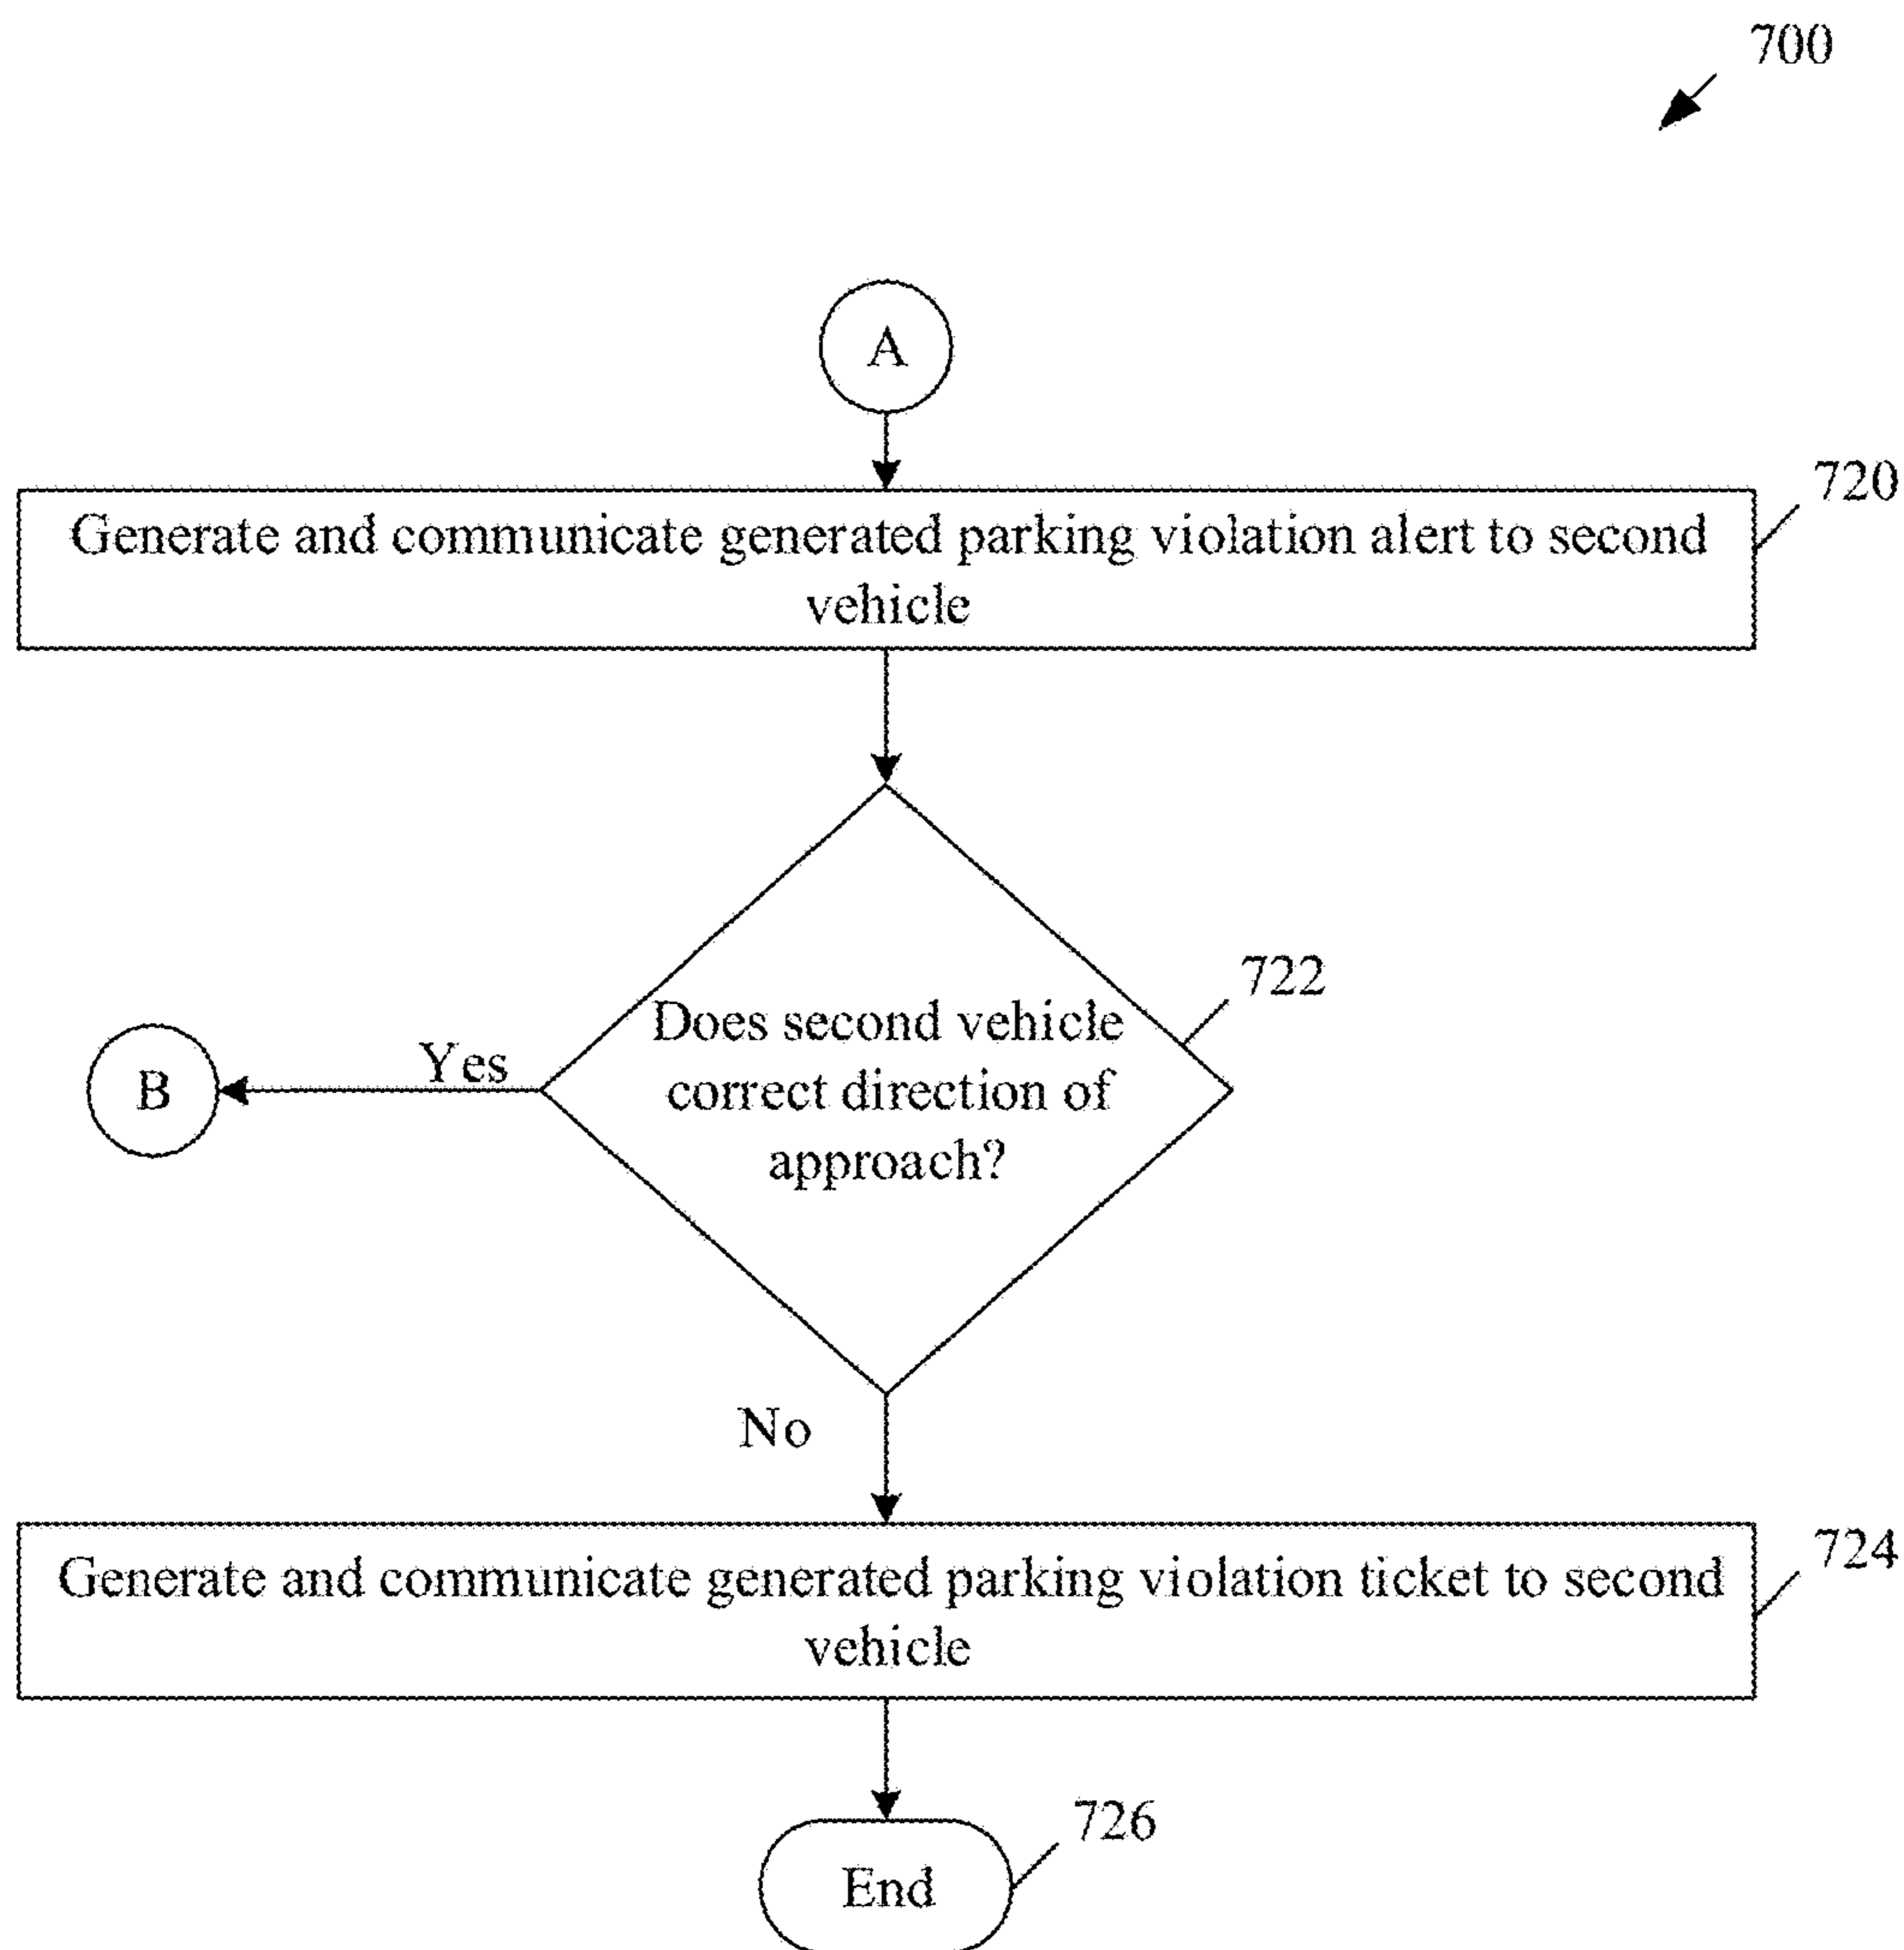 700
A
720
Generate and communicate generated parking violation alert to second
vehicle
722
Does second vehicle
correct direction of
approach?
Yes
B
No
724
Generate and communicate generated parking violation ticket to second
vehicle
726
End